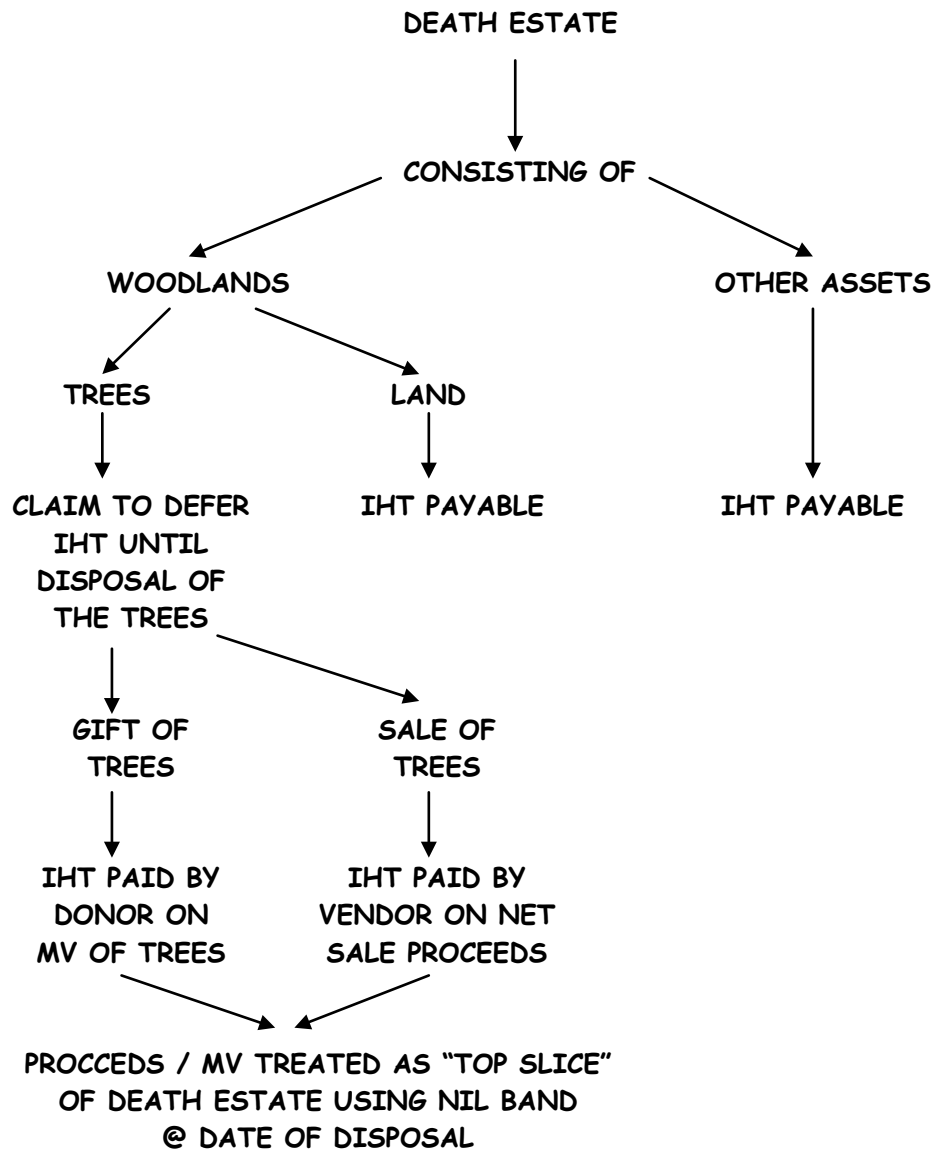 DEATH ESTATE
CONSISTING OF
WOODLANDS
OTHER ASSETS
TREES
LAND
CLAIM TO DEFER
IHT UNTIL
DISPOSAL OF
THE TREES
IHT PAYABLE
IHT PAYABLE
GIFT OF
TREES
SALE OF
TREES
IHT PAID BY
DONOR ON
MV OF TREES
IHT PAID BY
VENDOR ON NET
SALE PROCEEDS
PROCCEDS / MV TREATED AS “TOP SLICE”
OF DEATH ESTATE USING NIL BAND
@ DATE OF DISPOSAL